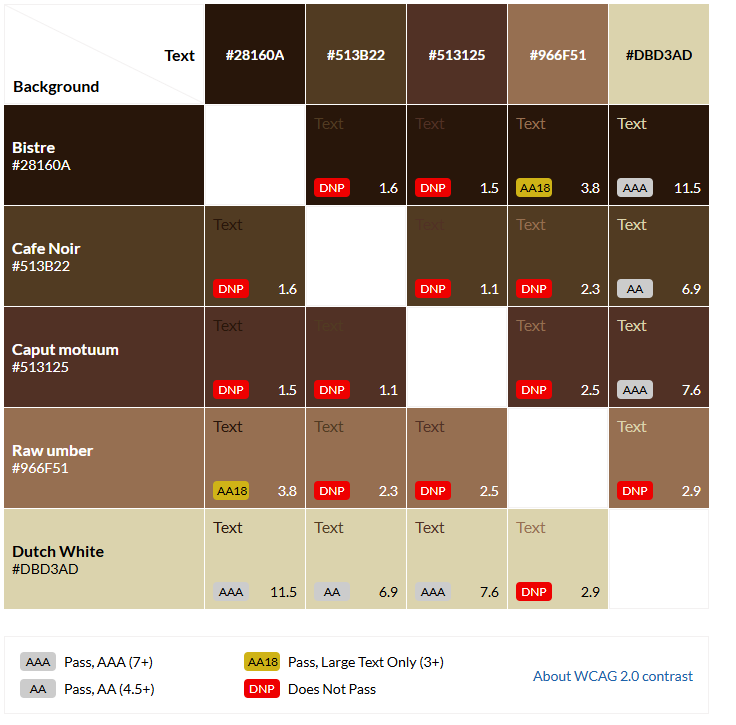 Text
Background
#28160A #513B22 #513125 #966F51 #DBD3AD
Bistre
#28160A
Text Text Text Text
DNP 1.6 DNP 1.5 AA18 3.8 AAA 11.5
Cafe Noir
#513B22
Text Text Text Text
DNP 1.6 DNP 1.1 DNP 2.3 AA 6.9
Caput motuum
#513125
Text Text Text Text
DNP 1.5 DNP 1.1 DNP 2.5 AAA 7.6
Raw umber
#966F51
Text Text Text Text
AA18 3.8 DNP 2.3 DNP 2.5 DNP 2.9
Dutch White
#DBD3AD
Text Text Text Text
AAA 11.5 AA 6.9 AAA 7.6 DNP 2.9
AAA Pass, AAA (7+)
AA Pass, AA (4.5+)
AA18 Pass, Large Text Only (3+)
DNP Does Not Pass
About WCAG 2.0 contrast